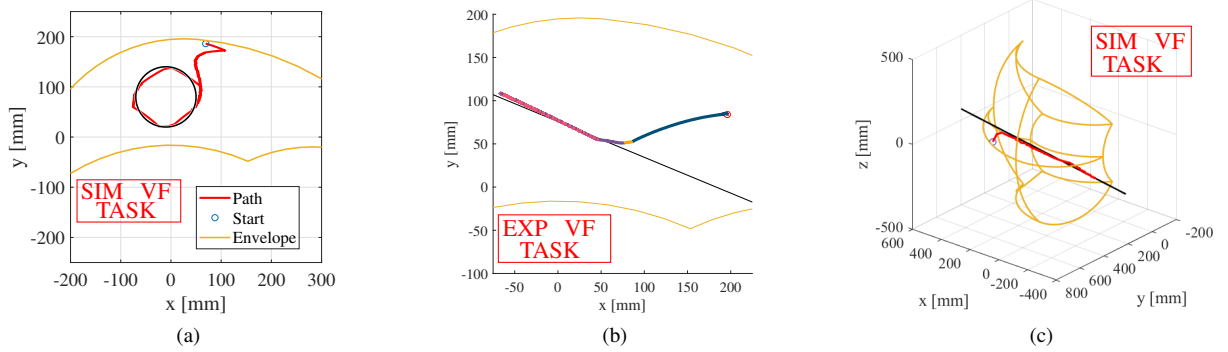 200
100
0
-100
-200
y [mm]
-200 -100 0 100 200 300
x [mm]
SIM VF
TASK
Path
Start
Envelope
(a)
200
150
100
50
0
-50
-100
y [mm]
-50 0 50 100 150 200
x [mm]
EXP VF
TASK
(b)
500
0
-500
z [mm]
600
400
200
0
-200
-400
x [mm]
800
600
400
200
0
-200
y [mm]
SIM VF
TASK
(c)